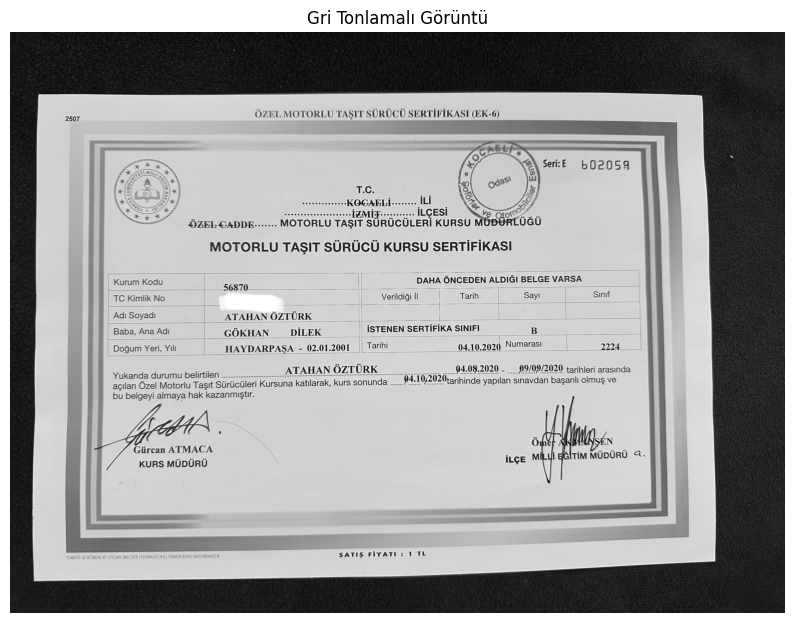 Gri Tonlamalı Görüntü
2507
ÖZEL MOTORLU TAŞIT SÜRÜCÜ SERTİFİKASI (EK-6)
KOCAELİ
Esnaf
Odası
Şoförler ve Otomobilciler
Seri: E 602059
T.C.
KOCAELİ İLİ
İZMİT İLÇESİ
ÖZEL CADDE MOTORLU TAŞIT SÜRÜCÜLERİ KURSU MÜDÜRLÜĞÜ
MOTORLU TAŞIT SÜRÜCÜ KURSU SERTİFİKASI
Kurum Kodu 56870
TC Kimlik No
Adı Soyadı ATAHAN ÖZTÜRK
Baba, Ana Adı GÖKHAN DİLEK
Doğum Yeri, Yılı HAYDARPAŞA - 02.01.2001
DAHA ÖNCEDEN ALDIĞI BELGE VARSA
Verildiği İl Tarih Sayı Sınıf
İSTENEN SERTİFİKA SINIFI B
Tarihi 04.10.2020 Numarası 2224
Yukarıda durumu belirtilen ATAHAN ÖZTÜRK 04.08.2020 - 09/09/2020 tarihleri arasında
açılan Özel Motorlu Taşıt Sürücüleri Kursuna katılarak, kurs sonunda 04.10.2020 tarihinde yapılan sınavdan başarılı olmuş ve
bu belgeyi almaya hak kazanmıştır.
Gürcan ATMACA
KURS MÜDÜRÜ
Ömer
İLÇE MİLLİ EĞİTİM MÜDÜRÜ a.
SATIŞ FİYATI : 1 TL